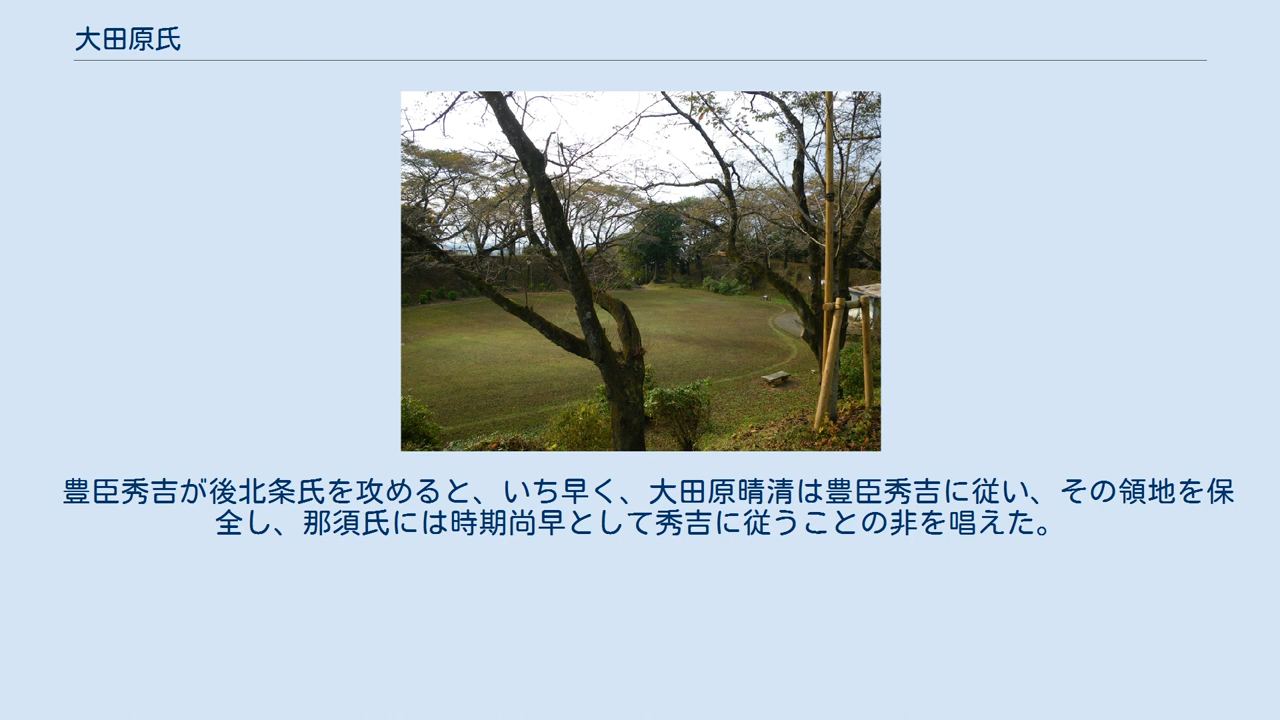 大田原氏
豊臣秀吉が後北条氏を攻めると、いち早く、大田原晴清は豊臣秀吉に従い、その領地を保
全し、那須氏には時期尚早として秀吉に従うことの非を唱えた。